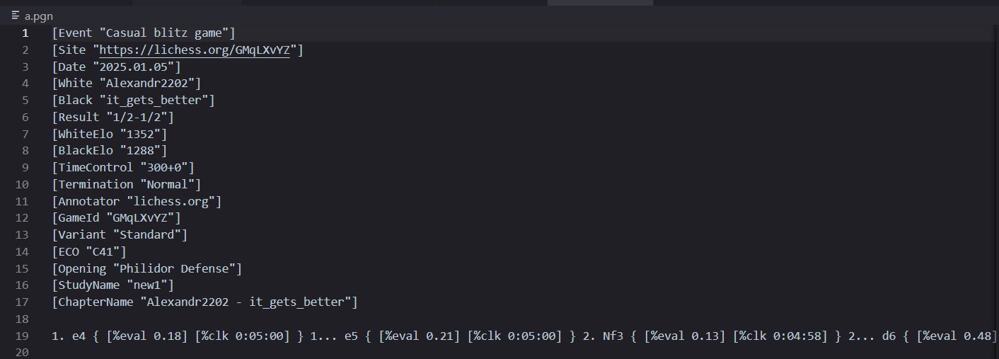 a.pgn
1 [Event "Casual blitz game"]
2 [Site "https://lichess.org/GMqLXvYZ"]
3 [Date "2025.01.05"]
4 [White "Alexandr2202"]
5 [Black "it_gets_better"]
6 [Result "1/2-1/2"]
7 [WhiteElo "1352"]
8 [BlackElo "1288"]
9 [TimeControl "300+0"]
10 [Termination "Normal"]
11 [Annotator "lichess.org"]
12 [GameId "GMqLXvYZ"]
13 [Variant "Standard"]
14 [ECO "C41"]
15 [Opening "Philidor Defense"]
16 [StudyName "new1"]
17 [ChapterName "Alexandr2202 - it_gets_better"]
18
19 1. e4 { [%eval 0.18] [%clk 0:05:00] } 1... e5 { [%eval 0.21] [%clk 0:05:00] } 2. Nf3 { [%eval 0.13] [%clk 0:04:58] } 2... d6 { [%eval 0.48]
20